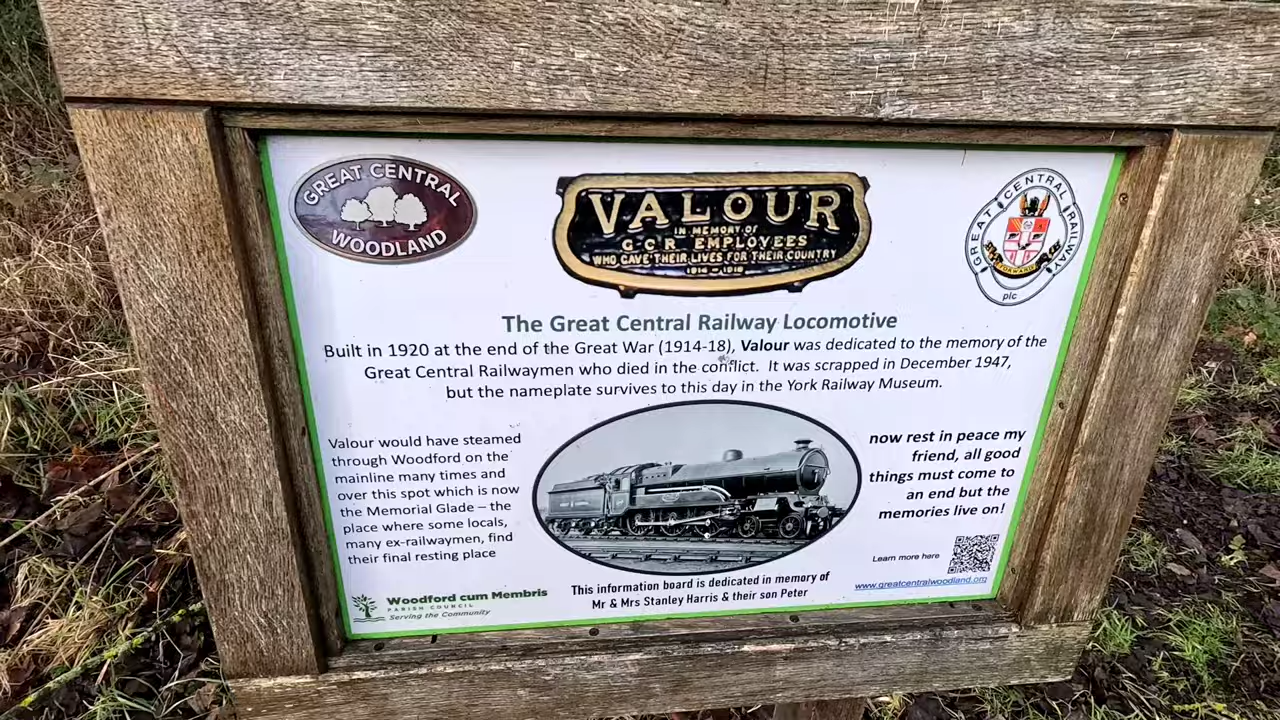 GREAT CENTRAL
WOODLAND
VALOUR
IN MEMORY OF
G.C.R. EMPLOYEES
WHO GAVE THEIR LIVES FOR THEIR COUNTRY
1914 - 1918
GREAT CENTRAL RAILWAY
FORWARD
plc
The Great Central Railway Locomotive
Built in 1920 at the end of the Great War (1914-18), Valour was dedicated to the memory of the
Great Central Railwaymen who died in the conflict. It was scrapped in December 1947,
but the nameplate survives to this day in the York Railway Museum.
Valour would have steamed
through Woodford on the
mainline many times and
over this spot which is now
the Memorial Glade – the
place where some locals,
many ex-railwaymen, find
their final resting place
now rest in peace my
friend, all good
things must come to
an end but the
memories live on!
Learn more here
www.greatcentralwoodland.org
Woodford cum Membris
PARISH COUNCIL
Serving the Community
This information board is dedicated in memory of
Mr & Mrs Stanley Harris & their son Peter